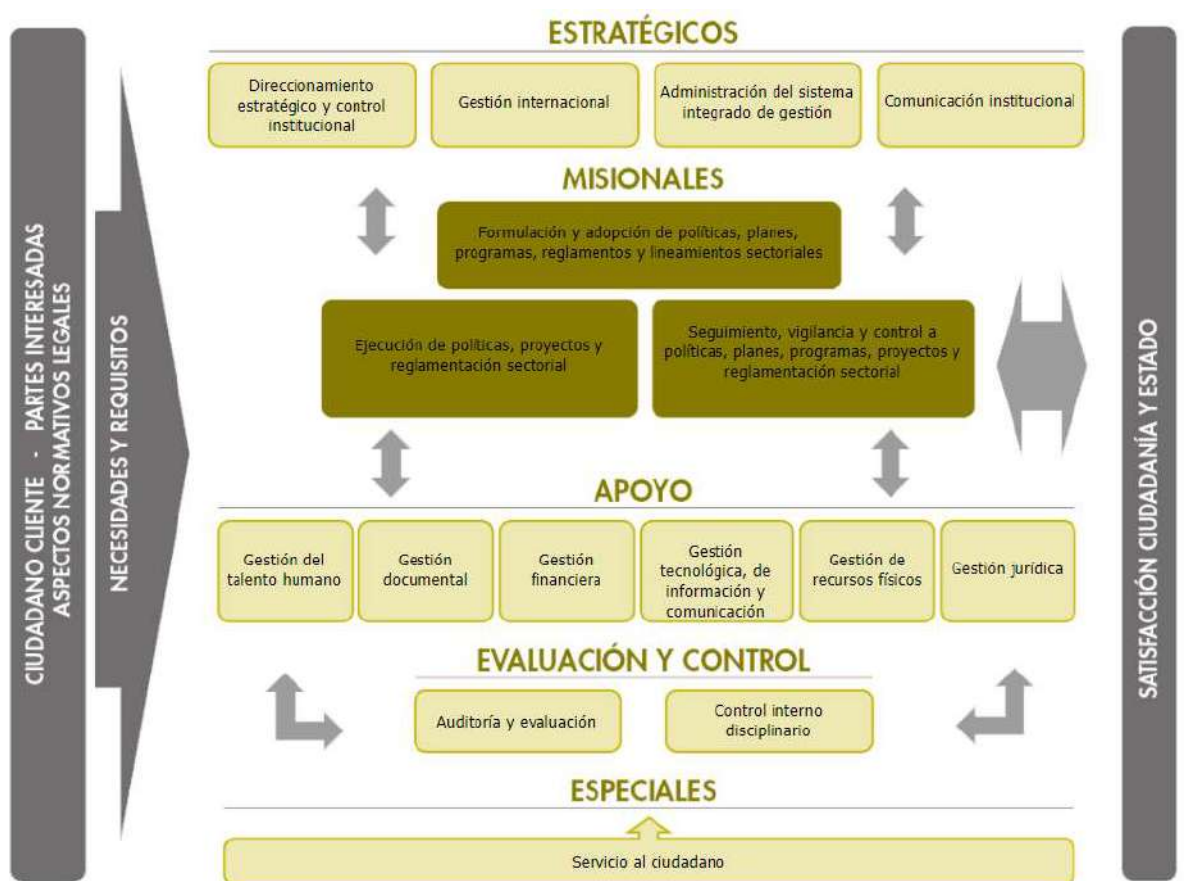 CIUDADANO CLIENTE - PARTES INTERESADAS
ASPECTOS NORMATIVOS LEGALES
NECESIDADES Y REQUISITOS
ESTRATÉGICOS
Direccionamiento
estratégico y control
institucional
Gestión internacional
Administración del sistema
integrado de gestión
Comunicación institucional
MISIONALES
Formulación y adopción de políticas, planes,
programas, reglamentos y lineamientos sectoriales
Ejecución de políticas, proyectos y
reglamentación sectorial
Seguimiento, vigilancia y control a
políticas, planes, programas, proyectos y
reglamentación sectorial
APOYO
Gestión del
talento humano
Gestión
documental
Gestión
financiera
Gestión
tecnológica, de
información y
comunicación
Gestión de
recursos físicos
Gestión jurídica
EVALUACIÓN Y CONTROL
Auditoría y evaluación
Control interno
disciplinario
ESPECIALES
Servicio al ciudadano
SATISFACCIÓN CIUDADANÍA Y ESTADO